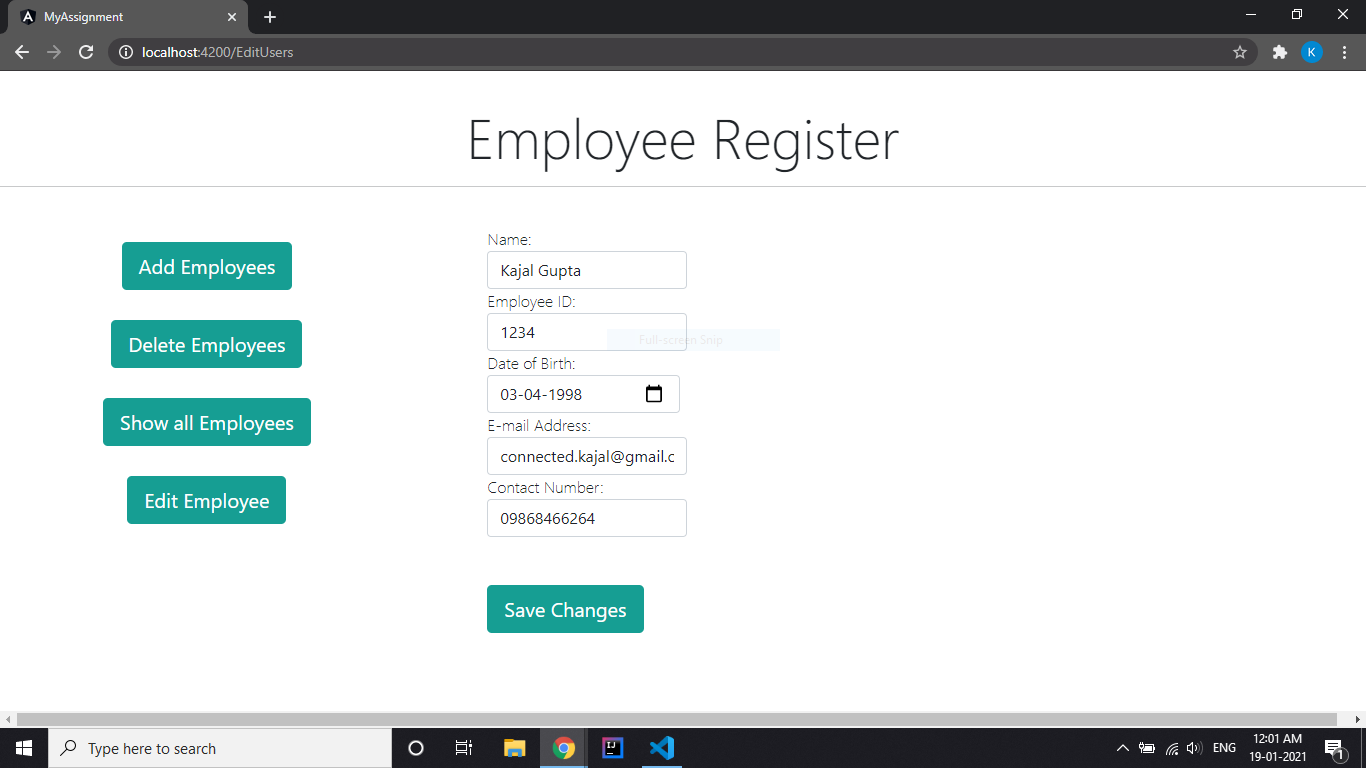 MyAssignment
localhost:4200/EditUsers
K
Employee Register
Add Employees
Delete Employees
Show all Employees
Edit Employee
Name:
Kajal Gupta
Employee ID:
1234
Full-screen Snip
Date of Birth:
03-04-1998
E-mail Address:
connected.kajal@gmail.c
Contact Number:
09868466264
Save Changes
Type here to search
IJ
ENG
12:01 AM
19-01-2021
1